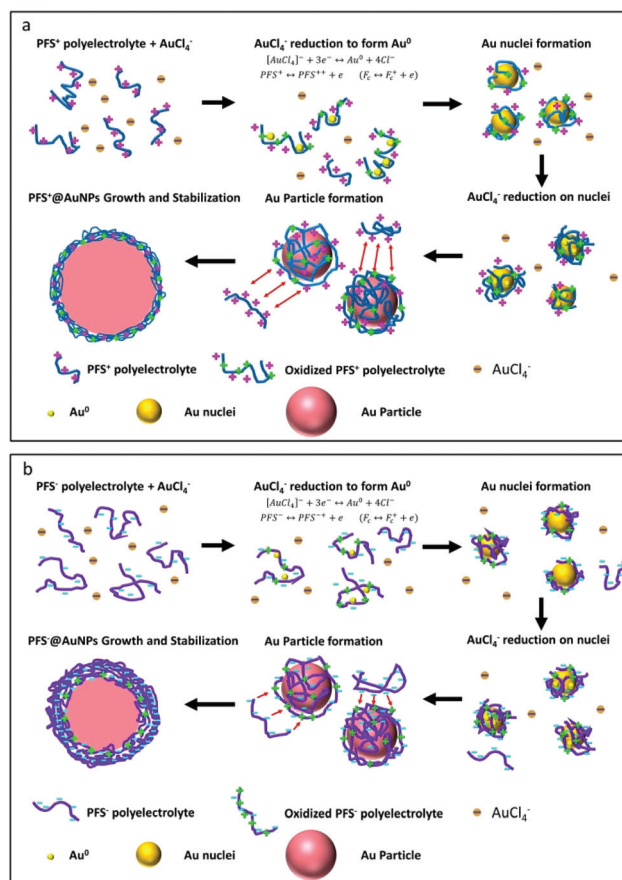 a
PFS⁺ polyelectrolyte + AuCl₄⁻
AuCl₄⁻ reduction to form Au⁰
[AuCl₄]⁻ + 3e⁻ ↔ Au⁰ + 4Cl⁻
PFS⁺ ↔ PFS⁺⁺ + e (F_c ↔ F_c⁺ + e)
Au nuclei formation
PFS⁺@AuNPs Growth and Stabilization
Au Particle formation
AuCl₄⁻ reduction on nuclei
PFS⁺ polyelectrolyte
Oxidized PFS⁺ polyelectrolyte
AuCl₄⁻
Au⁰
Au nuclei
Au Particle
b
PFS⁻ polyelectrolyte + AuCl₄⁻
AuCl₄⁻ reduction to form Au⁰
[AuCl₄]⁻ + 3e⁻ ↔ Au⁰ + 4Cl⁻
PFS⁻ ↔ PFS⁻⁺ + e (F_c ↔ F_c⁺ + e)
Au nuclei formation
PFS⁻@AuNPs Growth and Stabilization
Au Particle formation
AuCl₄⁻ reduction on nuclei
PFS⁻ polyelectrolyte
Oxidized PFS⁻ polyelectrolyte
AuCl₄⁻
Au⁰
Au nuclei
Au Particle